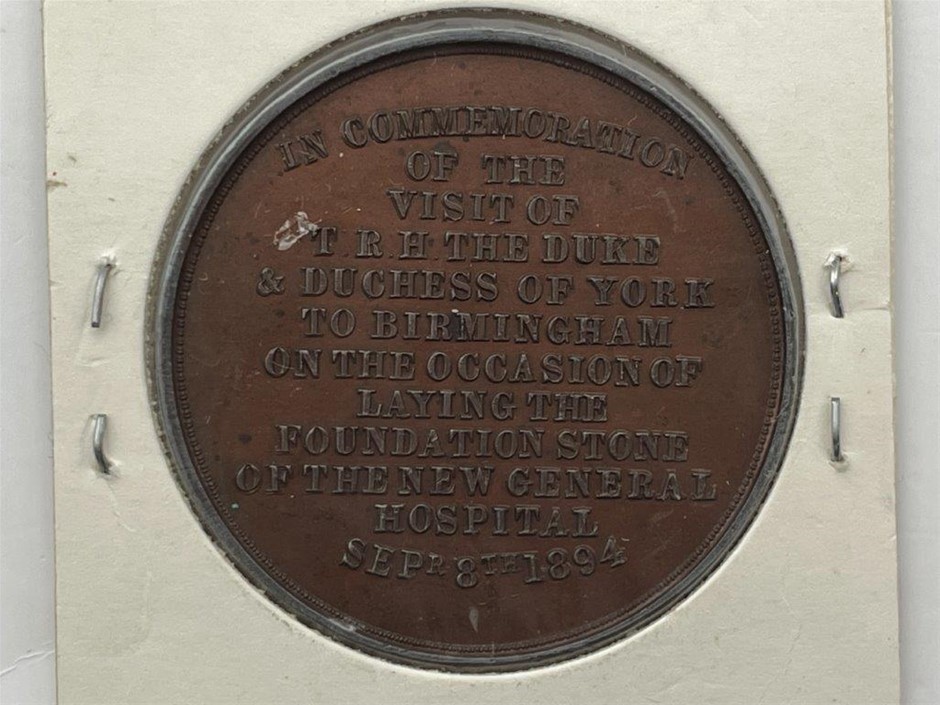 IN COMMEMORATION
OF THE
VISIT OF
T.R.H. THE DUKE
& DUCHESS OF YORK
TO BIRMINGHAM
ON THE OCCASION OF
LAYING THE
FOUNDATION STONE
OF THE NEW GENERAL
HOSPITAL
SEPR 8TH 1894